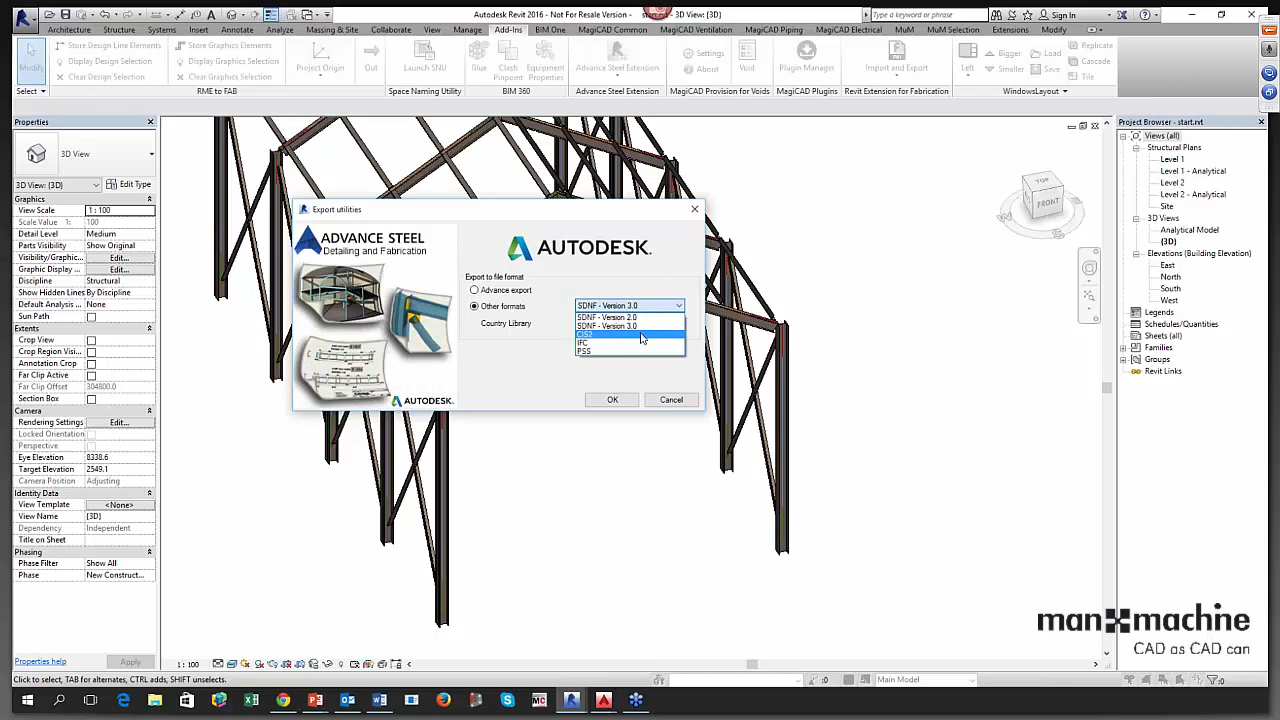 Autodesk Revit 2016 - Not For Resale Version - start.rvt - 3D View: {3D}
Type a keyword or phrase
Sign In
Architecture Structure Systems Insert Annotate Analyze Massing & Site Collaborate View Manage Add-Ins BIM One MagiCAD Common MagiCAD Ventilation MagiCAD Piping MagiCAD Electrical MuM MuM Selection Extensions Modify
Store Design Line Elements
Display Design Selection
Clear Design Selection
Store Graphics Elements
Display Graphics Selection
Clear Graphics Selection
Modify
Project Origin
Out
Launch SNU
Glue
Clash Pinpoint
Equipment Properties
Advance Steel Extension
Settings
About
Void
Plugin Manager
Import and Export
Left
Bigger
Smaller
Load
Save
Replicate
Cascade
Tile
Select
RME to FAB
Space Naming Utility
BIM 360
Advance Steel Extension
MagiCAD Provision for Voids
MagiCAD Plugins
Revit Extension for Fabrication
WindowsLayout
Properties
3D View
3D View: {3D}
Edit Type
Graphics
View Scale 1 : 100
Scale Value 1: 100
Detail Level Medium
Parts Visibility Show Original
Visibility/Graphic... Edit...
Graphic Display ... Edit...
Discipline Structural
Show Hidden Lines By Discipline
Default Analysis ... None
Sun Path
Extents
Crop View
Crop Region Visi...
Annotation Crop
Far Clip Active
Far Clip Offset 304800.0
Section Box
Camera
Rendering Settings Edit...
Locked Orientation
Perspective
Eye Elevation 8338.6
Target Elevation 2549.1
Camera Position Adjusting
Identity Data
View Template <None>
View Name {3D}
Dependency Independent
Title on Sheet
Phasing
Phase Filter Show All
Phase New Construct...
Properties help
Apply
Export utilities
ADVANCE STEEL
Detailing and Fabrication
AUTODESK.
AUTODESK.
Export to file format
Advance export
Other formats
SDNF - Version 3.0
Country Library
SDNF - Version 2.0
SDNF - Version 3.0
CIS2
IFC
PSS
OK
Cancel
TOP
FRONT
Project Browser - start.rvt
Views (all)
Structural Plans
Level 1
Level 1 - Analytical
Level 2
Level 2 - Analytical
Site
3D Views
Analytical Model
{3D}
Elevations (Building Elevation)
East
North
South
West
Legends
Schedules/Quantities
Sheets (all)
Families
Groups
Revit Links
man machine
CAD as CAD can
1 : 100
Click to select, TAB for alternates, CTRL adds, SHIFT unselects.
:0
Main Model
:0